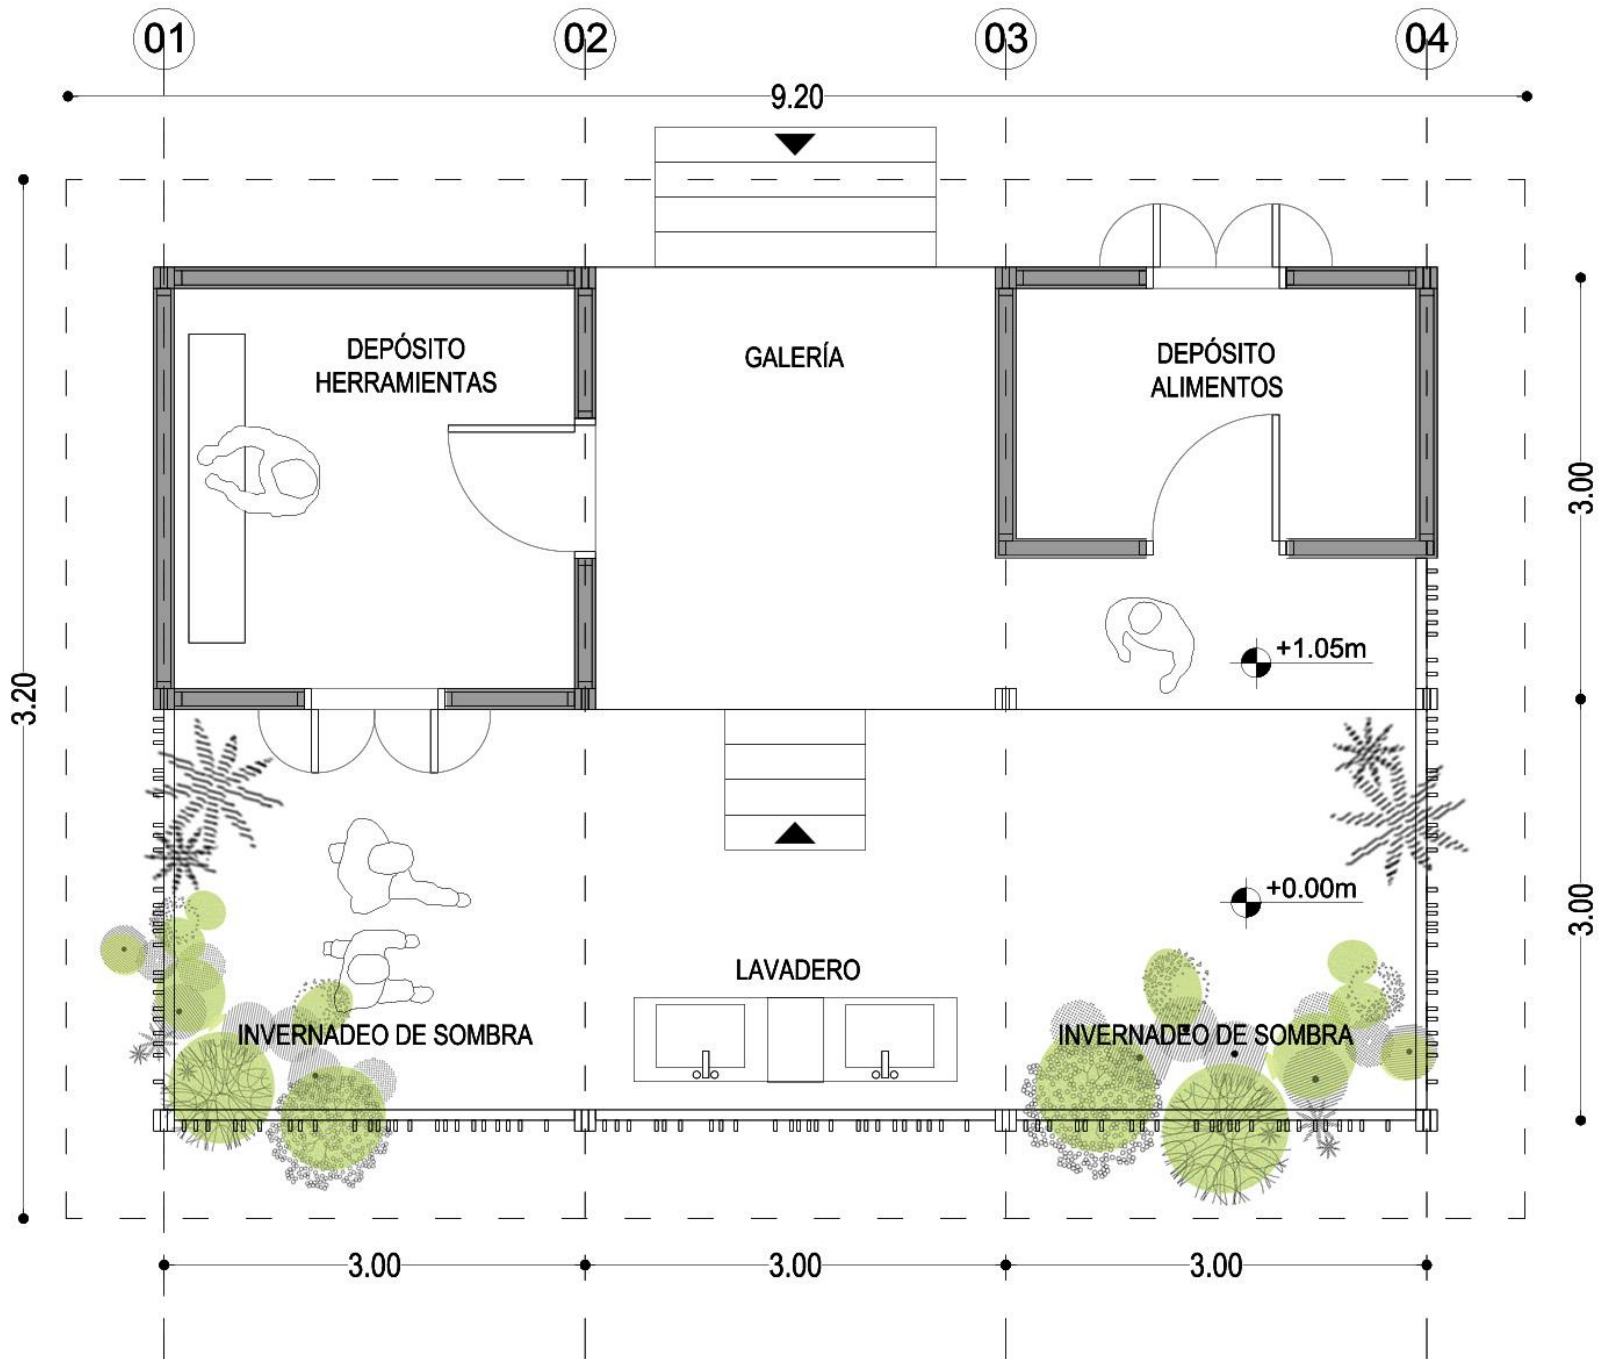 01
02
03
04
9.20
DEPÓSITO
HERRAMIENTAS
GALERÍA
DEPÓSITO
ALIMENTOS
3.00
+1.05m
3.20
+0.00m
3.00
LAVADERO
INVERNADEO DE SOMBRA
INVERNADEO DE SOMBRA
3.00
3.00
3.00